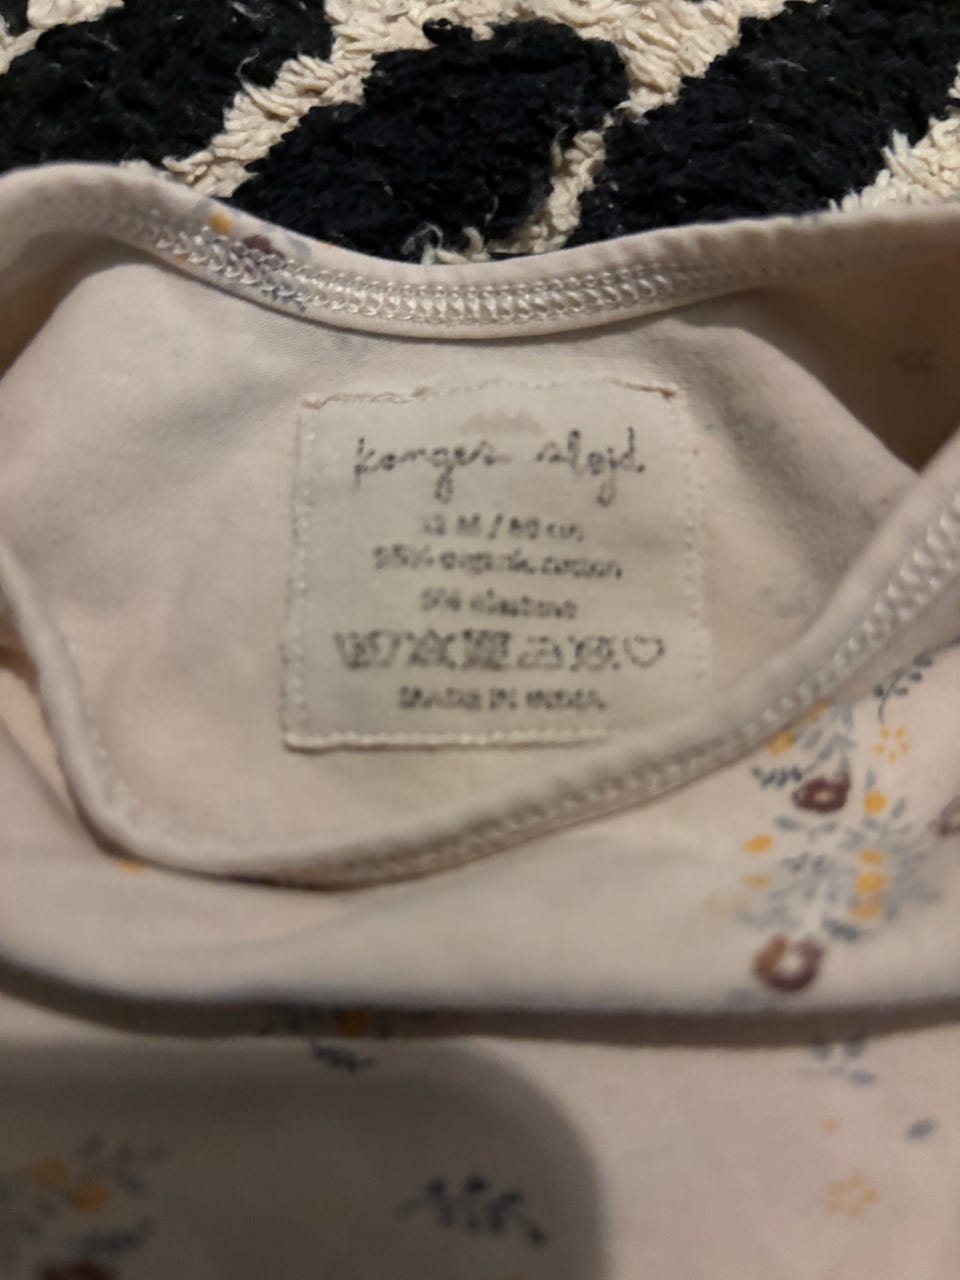 konges sløjd
12 M / 80 cm
95% organic cotton
5% elastane
MADE IN INDIA